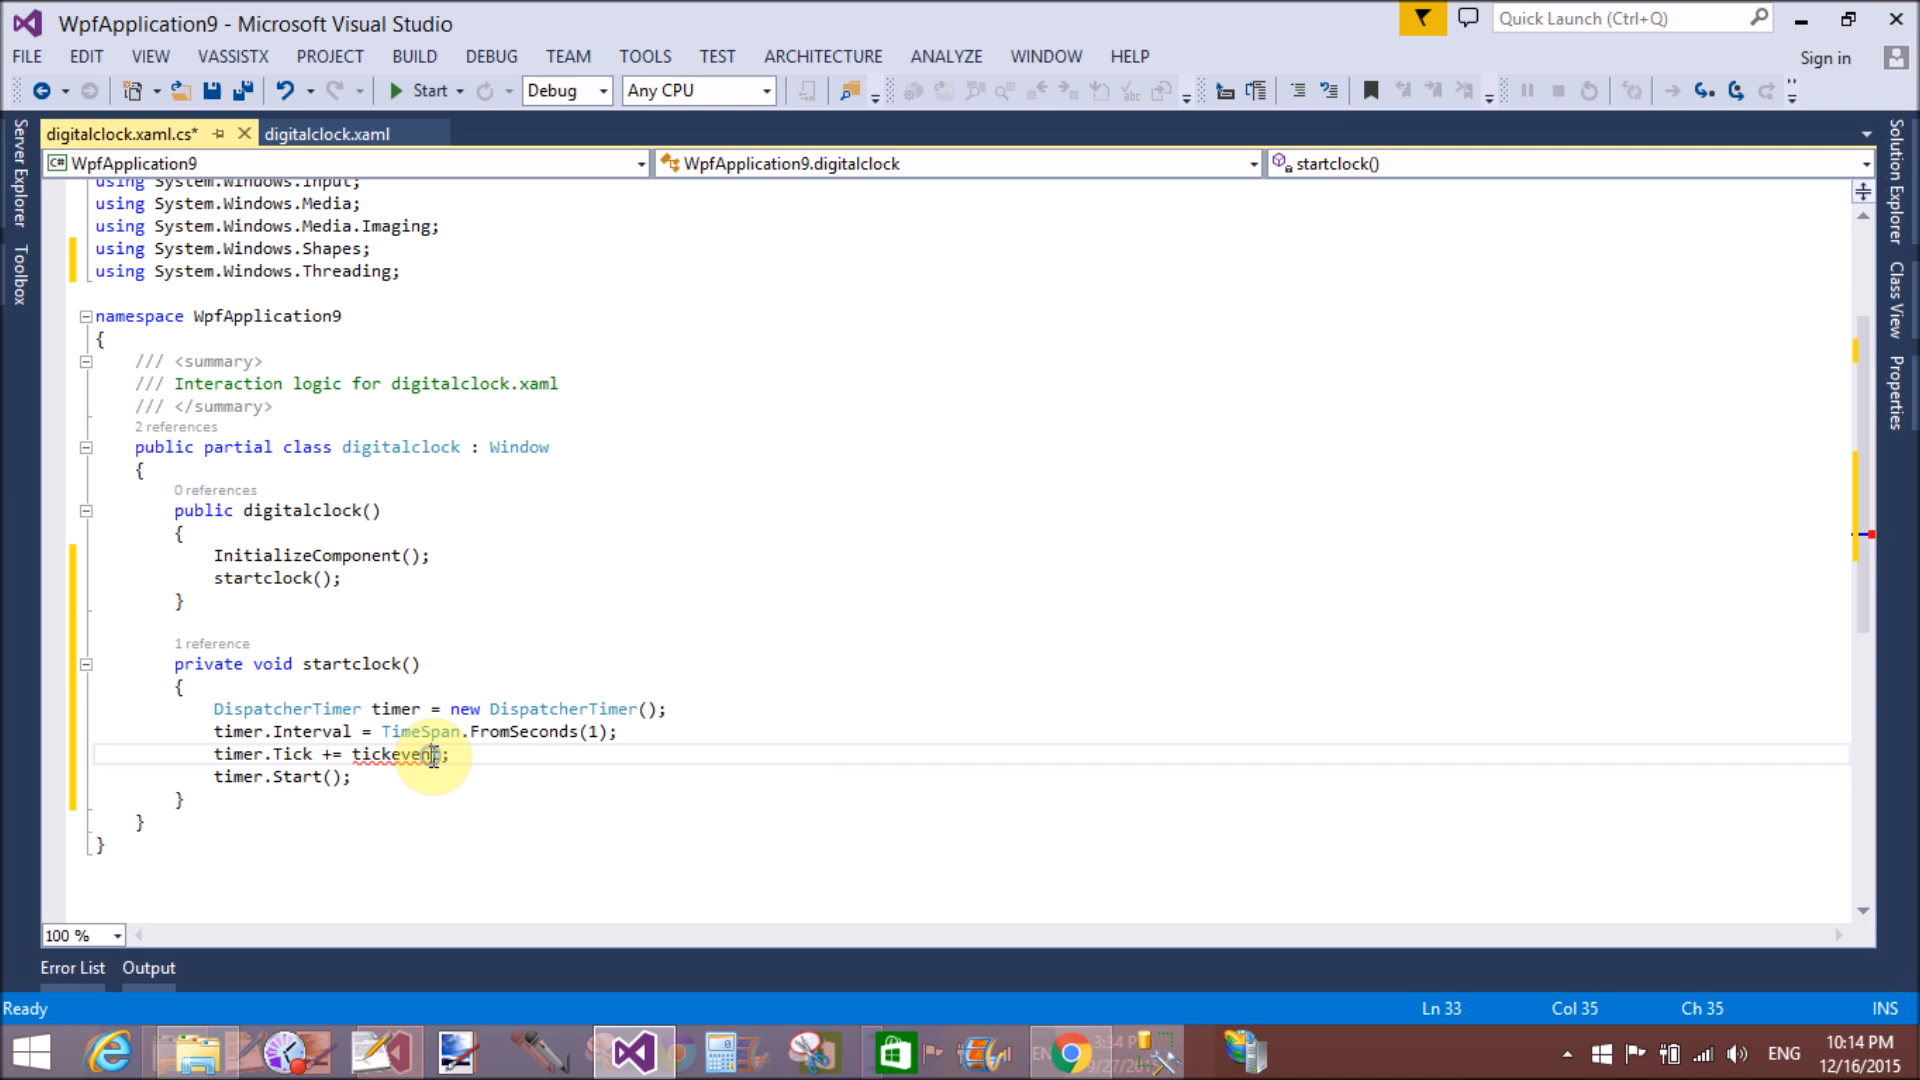 WpfApplication9 - Microsoft Visual Studio
Quick Launch (Ctrl+Q)
FILE EDIT VIEW VASSISTX PROJECT BUILD DEBUG TEAM TOOLS TEST ARCHITECTURE ANALYZE WINDOW HELP
Sign in
Start Debug Any CPU
Server Explorer
Toolbox
digitalclock.xaml.cs* digitalclock.xaml
C# WpfApplication9 WpfApplication9.digitalclock startclock()
using System.Windows.Input;
using System.Windows.Media;
using System.Windows.Media.Imaging;
using System.Windows.Shapes;
using System.Windows.Threading;
namespace WpfApplication9
{
/// <summary>
/// Interaction logic for digitalclock.xaml
/// </summary>
2 references
public partial class digitalclock : Window
{
0 references
public digitalclock()
{
InitializeComponent();
startclock();
}
1 reference
private void startclock()
{
DispatcherTimer timer = new DispatcherTimer();
timer.Interval = TimeSpan.FromSeconds(1);
timer.Tick += tickevent;
timer.Start();
}
}
}
Solution Explorer
Class View
Properties
100 %
Error List Output
Ready
Ln 33 Col 35 Ch 35 INS
ENG
10:14 PM
12/16/2015